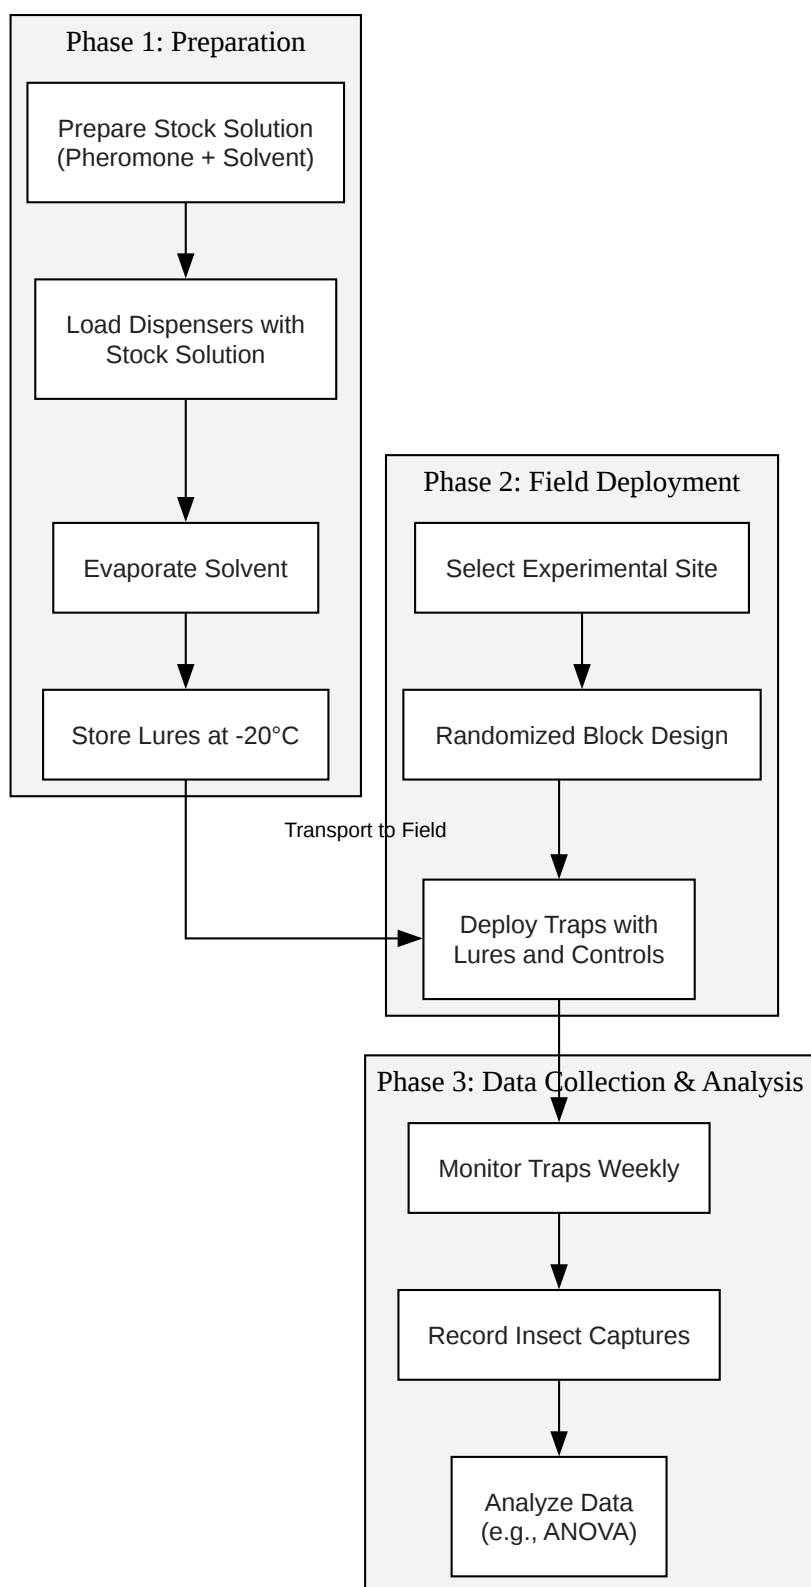 Phase 1: Preparation
Prepare Stock Solution
(Pheromone + Solvent)
Load Dispensers with
Stock Solution
Evaporate Solvent
Store Lures at -20°C
Transport to Field
Phase 2: Field Deployment
Select Experimental Site
Randomized Block Design
Deploy Traps with
Lures and Controls
Phase 3: Data Collection & Analysis
Monitor Traps Weekly
Record Insect Captures
Analyze Data
(e.g., ANOVA)